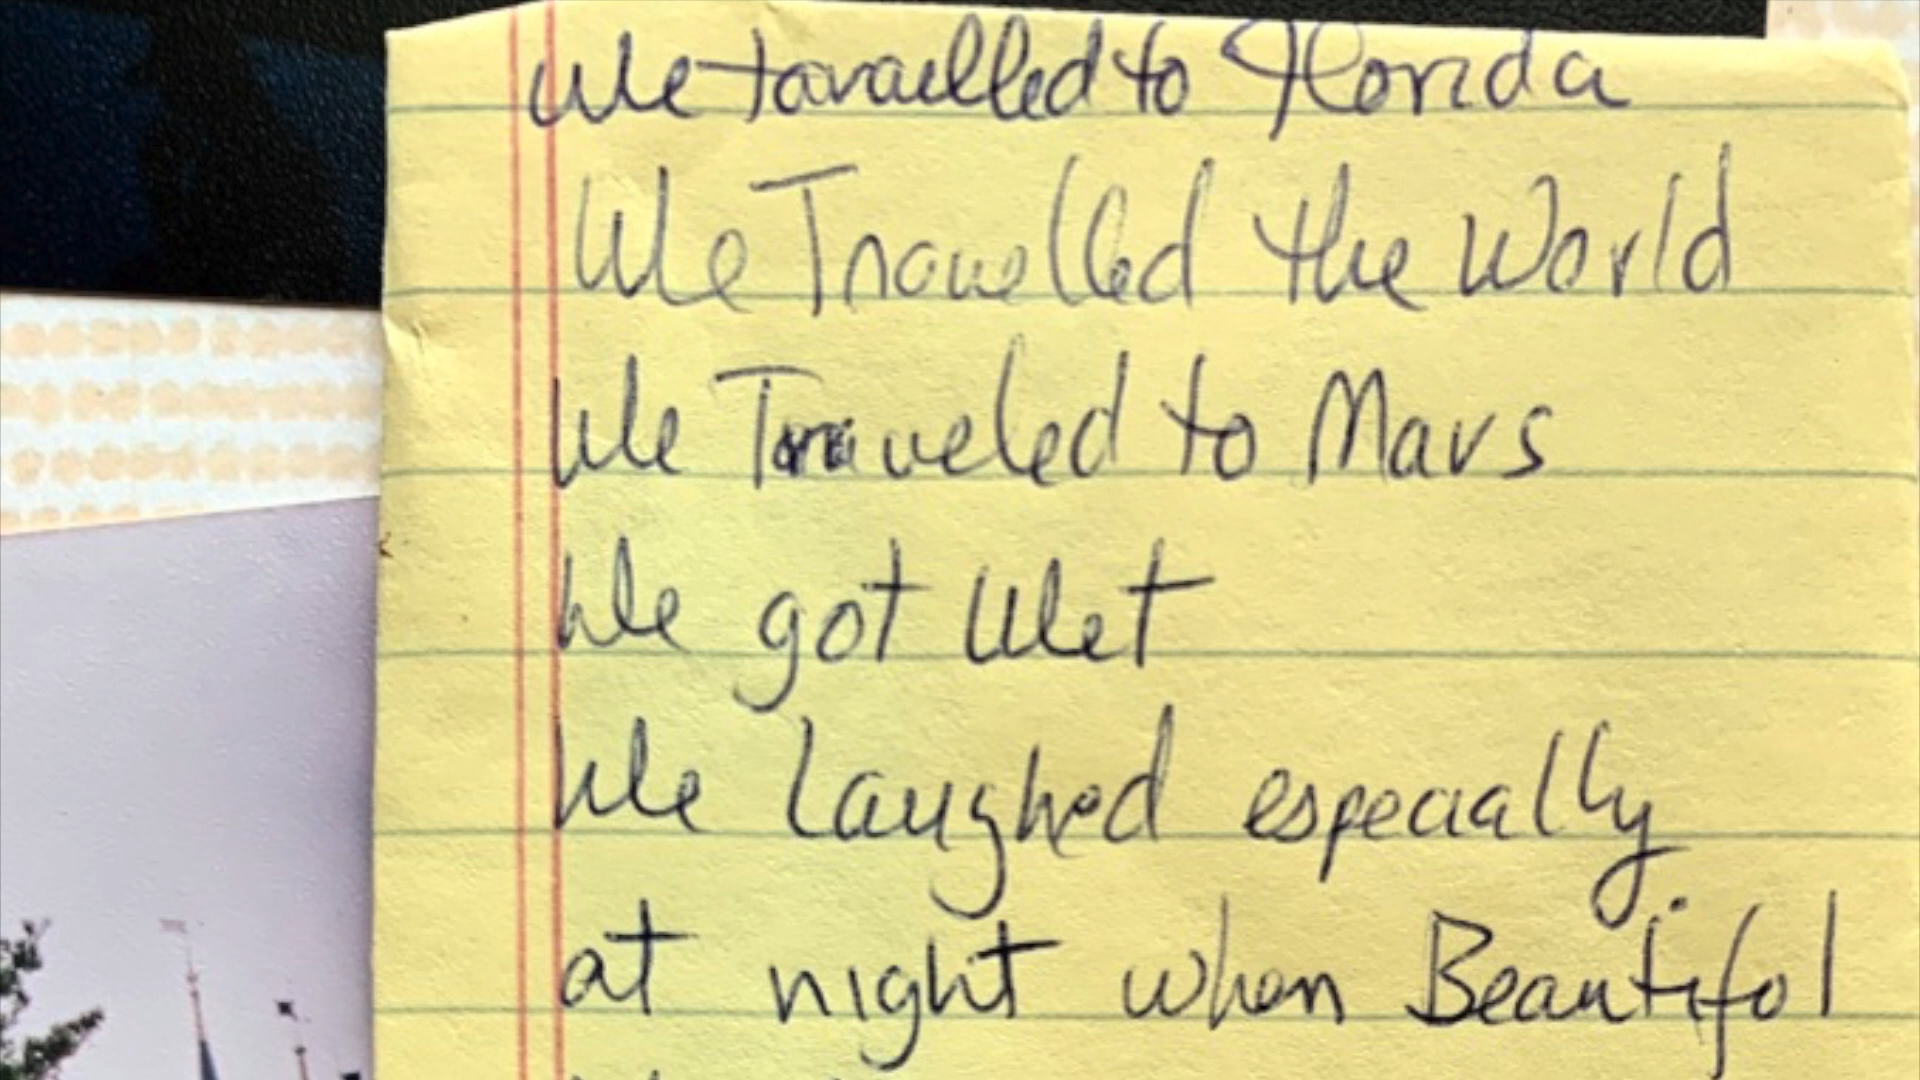 We travelled to Florida
We Travelled the World
We Traveled to Mars
We got Wet
We Laughed especially
at night when Beautiful